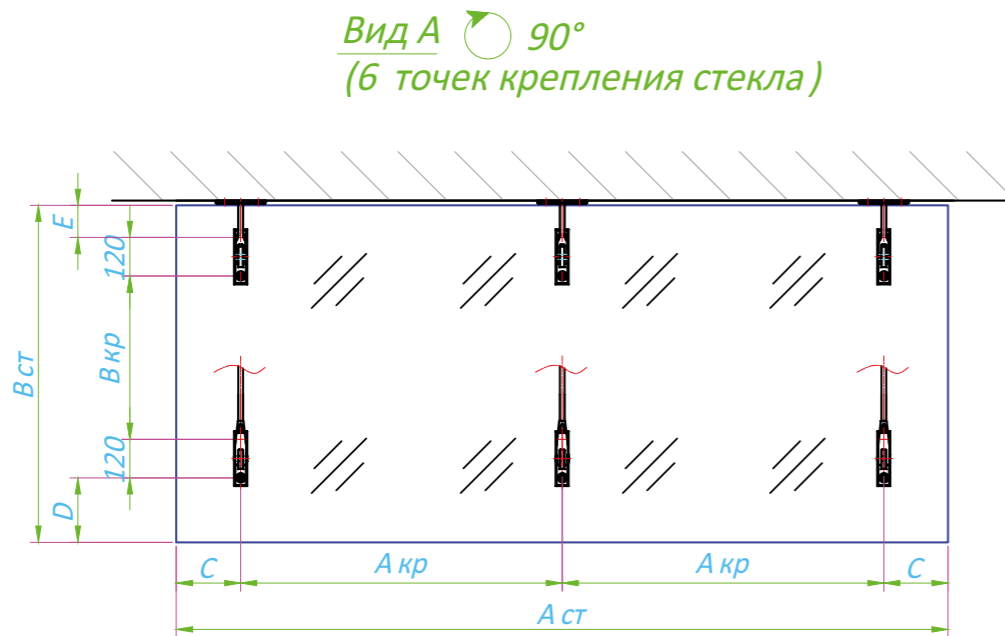 Вид А 90°
(6 точек крепления стекла)
E
120
В кр
В ст
120
D
C
А кр
А кр
C
А ст